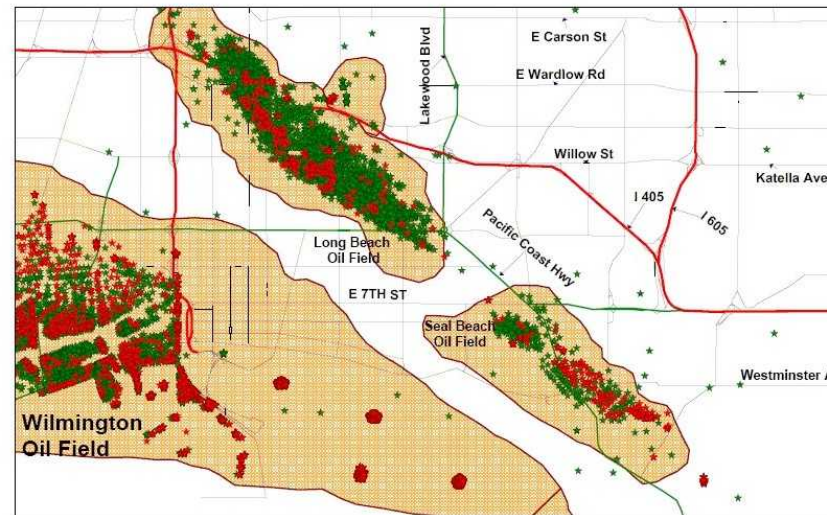 E Carson St
Lakewood Blvd
E Wardlow Rd
Willow St
Katella Ave
I 405
I 605
Pacific Coast Hwy
Long Beach
Oil Field
E 7TH ST
Seal Beach
Oil Field
Westminster A
Wilmington
Oil Field